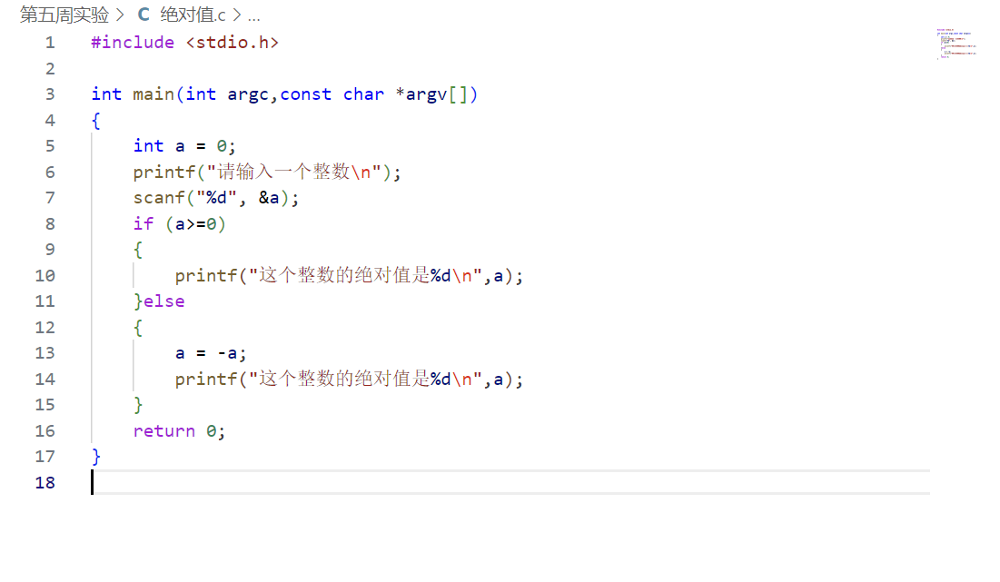 第五周实验 > C 绝对值.c > ...
1 #include <stdio.h>
2
3 int main(int argc,const char *argv[])
4 {
5     int a = 0;
6     printf("请输入一个整数\n");
7     scanf("%d", &a);
8     if (a>=0)
9     {
10         printf("这个整数的绝对值是%d\n",a);
11     }else
12     {
13         a = -a;
14         printf("这个整数的绝对值是%d\n",a);
15     }
16     return 0;
17 }
18